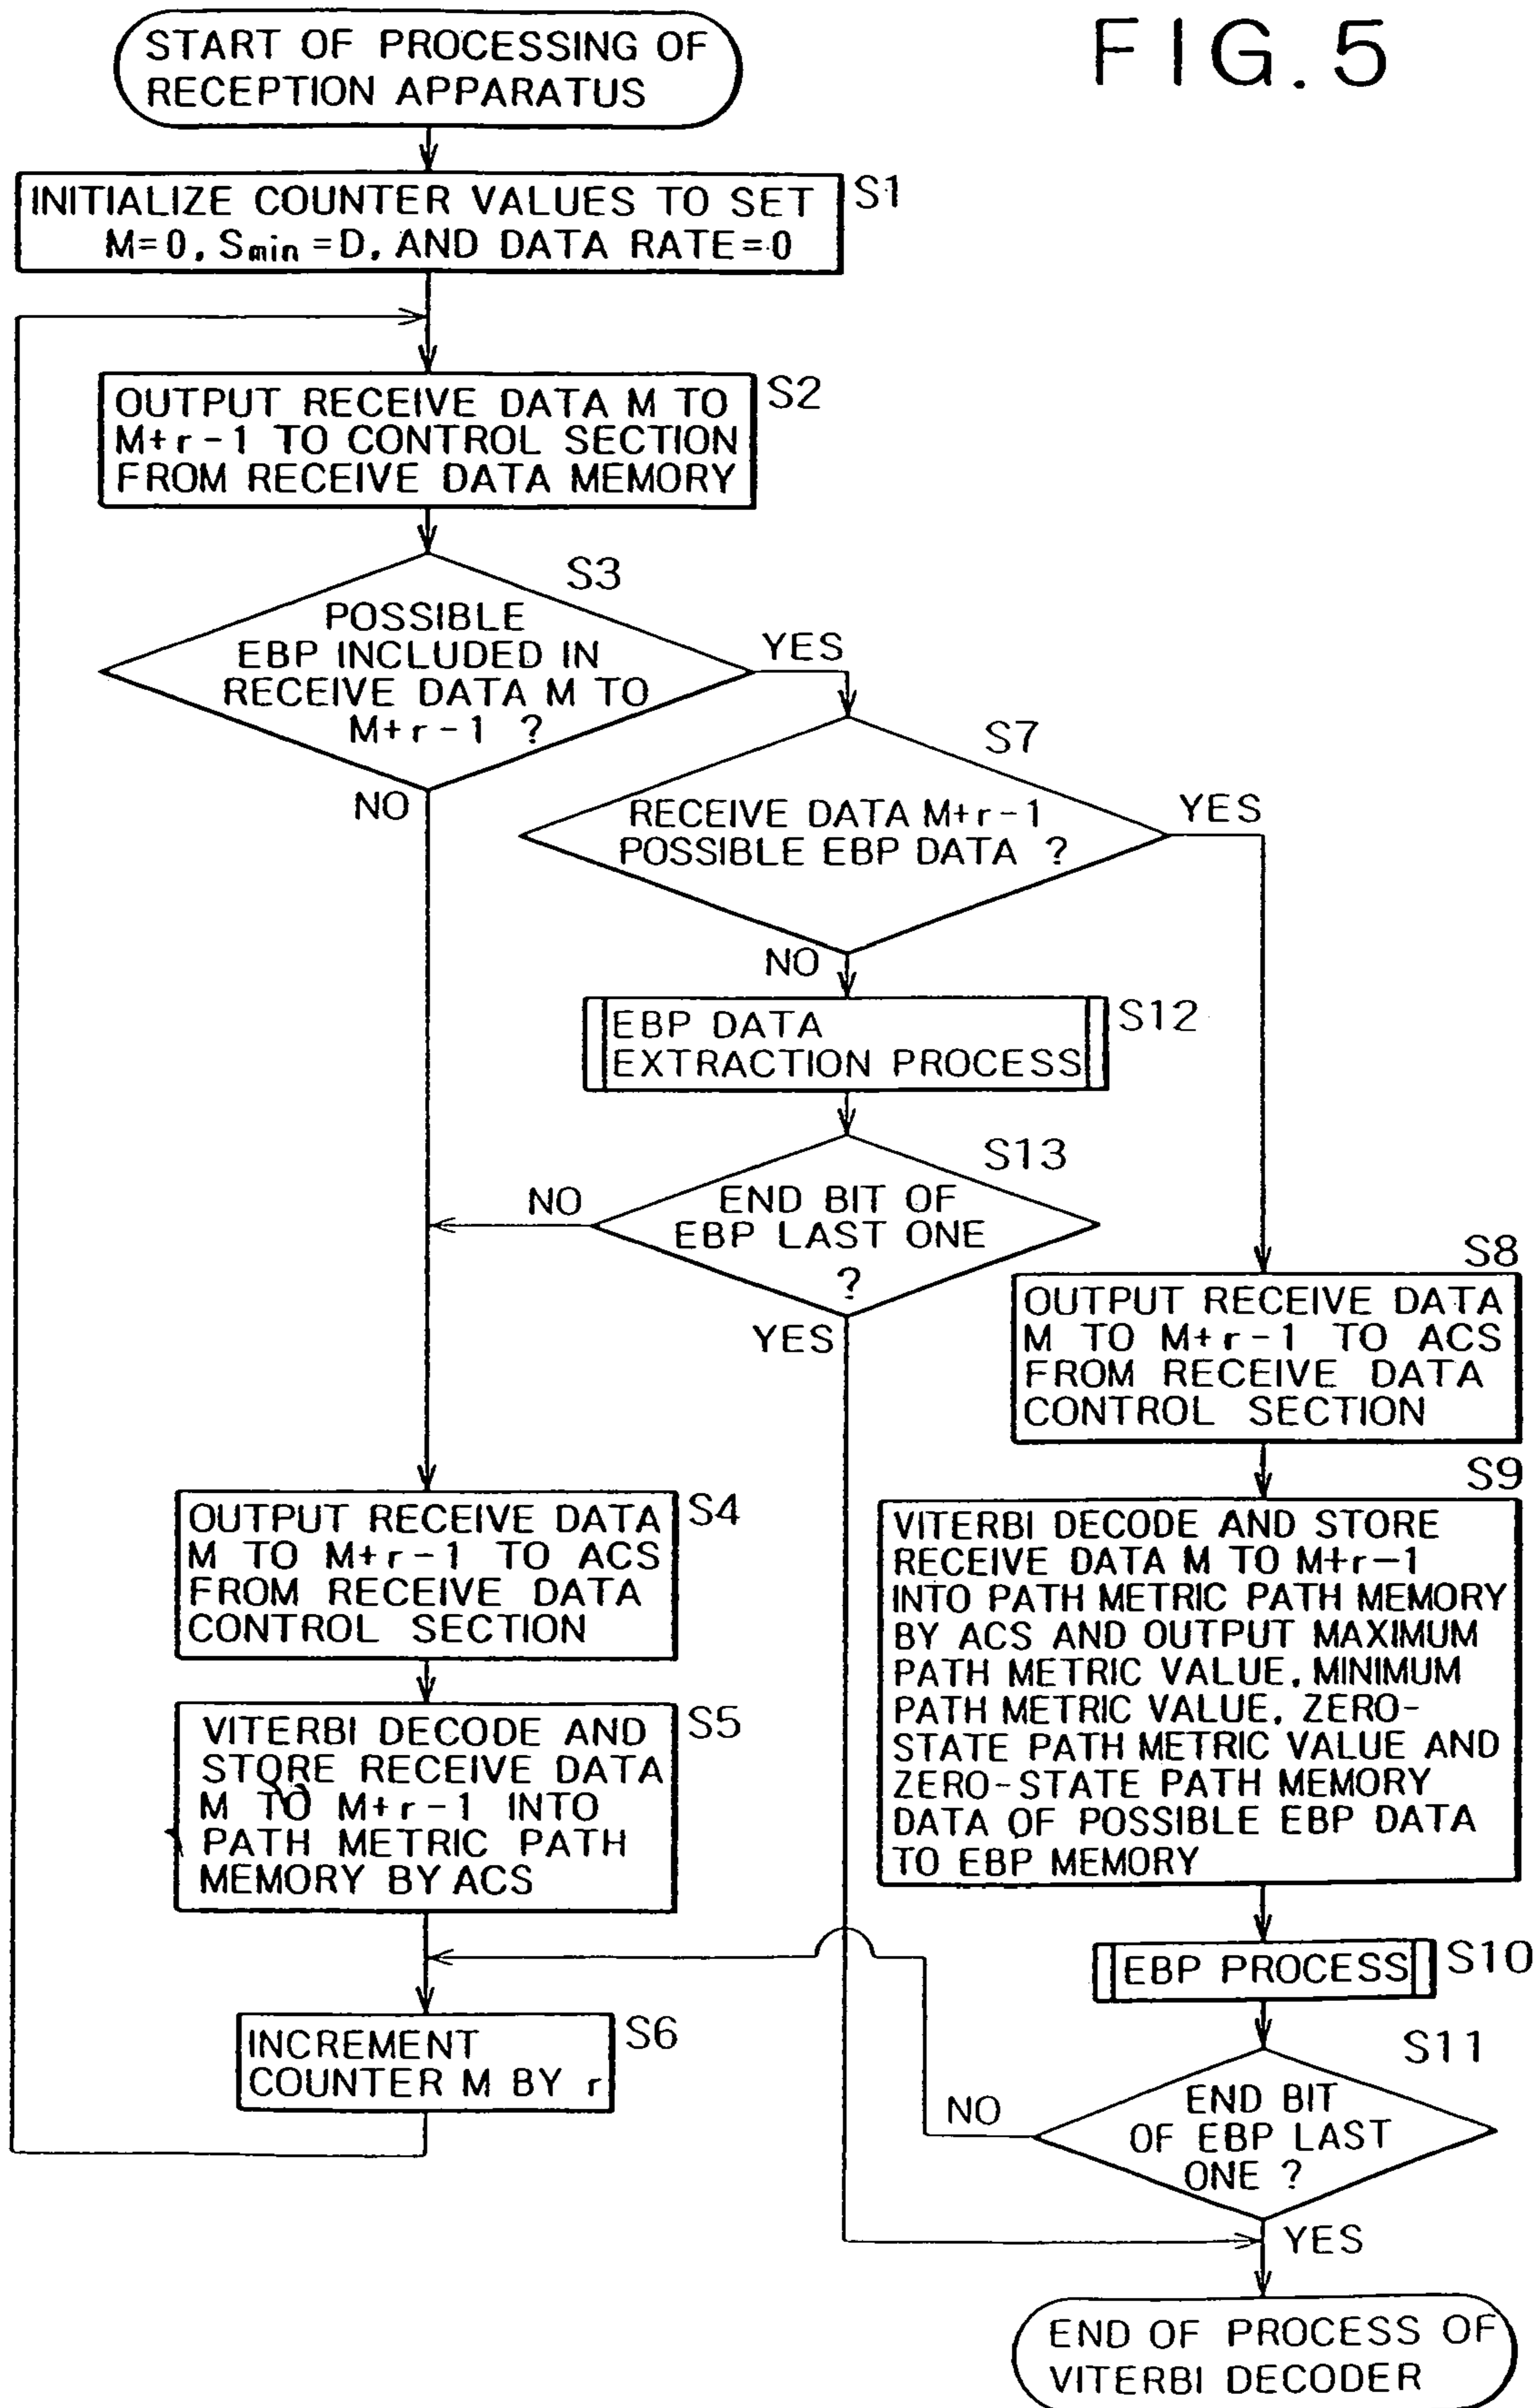 FIG. 5
START OF PROCESSING OF
RECEPTION APPARATUS
INITIALIZE COUNTER VALUES TO SET
M=0, Smin=D, AND DATA RATE=0
S1
OUTPUT RECEIVE DATA M TO
M+r-1 TO CONTROL SECTION
FROM RECEIVE DATA MEMORY
S2
S3
POSSIBLE
EBP INCLUDED IN
RECEIVE DATA M TO
M+r-1 ?
YES
NO
S7
RECEIVE DATA M+r-1
POSSIBLE EBP DATA ?
YES
NO
EBP DATA
EXTRACTION PROCESS
S12
S13
END BIT OF
EBP LAST ONE
?
NO
YES
S8
OUTPUT RECEIVE DATA
M TO M+r-1 TO ACS
FROM RECEIVE DATA
CONTROL SECTION
S9
VITERBI DECODE AND STORE
RECEIVE DATA M TO M+r-1
INTO PATH METRIC PATH MEMORY
BY ACS AND OUTPUT MAXIMUM
PATH METRIC VALUE, MINIMUM
PATH METRIC VALUE, ZERO-
STATE PATH METRIC VALUE AND
ZERO-STATE PATH MEMORY
DATA OF POSSIBLE EBP DATA
TO EBP MEMORY
OUTPUT RECEIVE DATA
M TO M+r-1 TO ACS
FROM RECEIVE DATA
CONTROL SECTION
S4
VITERBI DECODE AND
STORE RECEIVE DATA
M TO M+r-1 INTO
PATH METRIC PATH
MEMORY BY ACS
S5
EBP PROCESS
S10
INCREMENT
COUNTER M BY r
S6
S11
END BIT
OF EBP LAST
ONE ?
NO
YES
END OF PROCESS OF
VITERBI DECODER